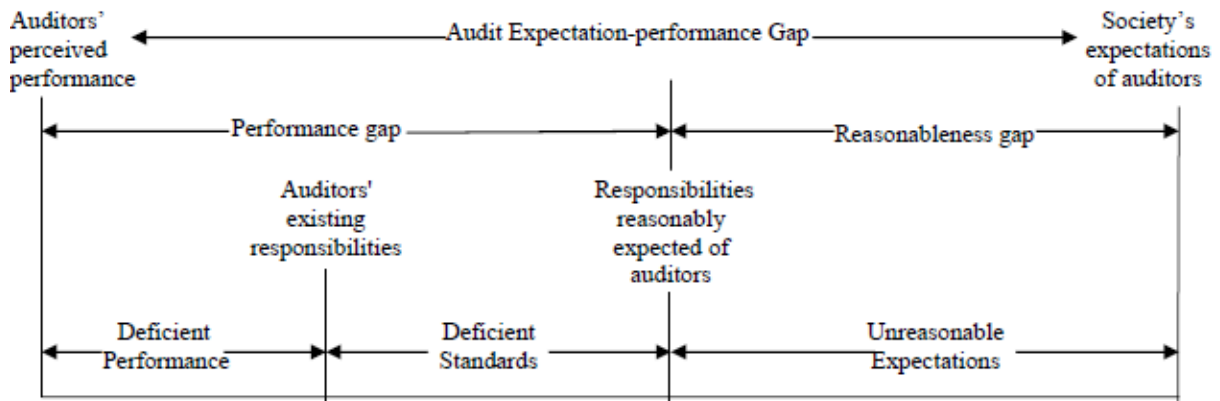 Auditors’
perceived
performance
Audit Expectation-performance Gap
Society’s
expectations
of auditors
Performance gap
Reasonableness gap
Auditors'
existing
responsibilities
Responsibilities
reasonably
expected of
auditors
Deficient
Performance
Deficient
Standards
Unreasonable
Expectations